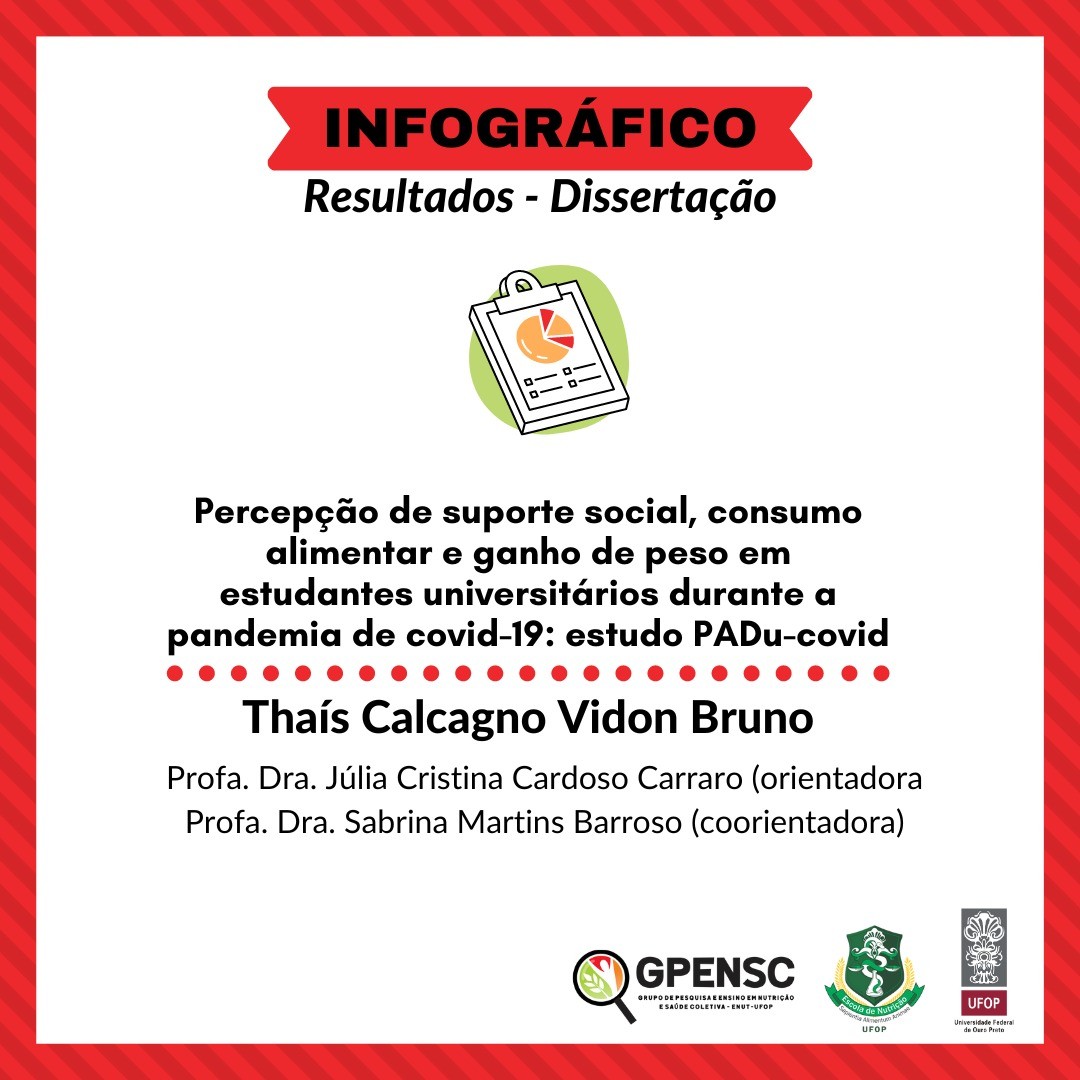 INFOGRÁFICO
Resultados - Dissertação
Percepção de suporte social, consumo
alimentar e ganho de peso em
estudantes universitários durante a
pandemia de covid-19: estudo PADu-covid
Thaís Calcagno Vidon Bruno
Profa. Dra. Júlia Cristina Cardoso Carraro (orientadora
Profa. Dra. Sabrina Martins Barroso (coorientadora)
GPENSC
GRUPO DE PESQUISA E ENSINO EM NUTRIÇÃO
E SAÚDE COLETIVA - ENUT-UFOP
Escola de Nutrição
UFOP
UFOP
Universidade Federal
de Ouro Preto